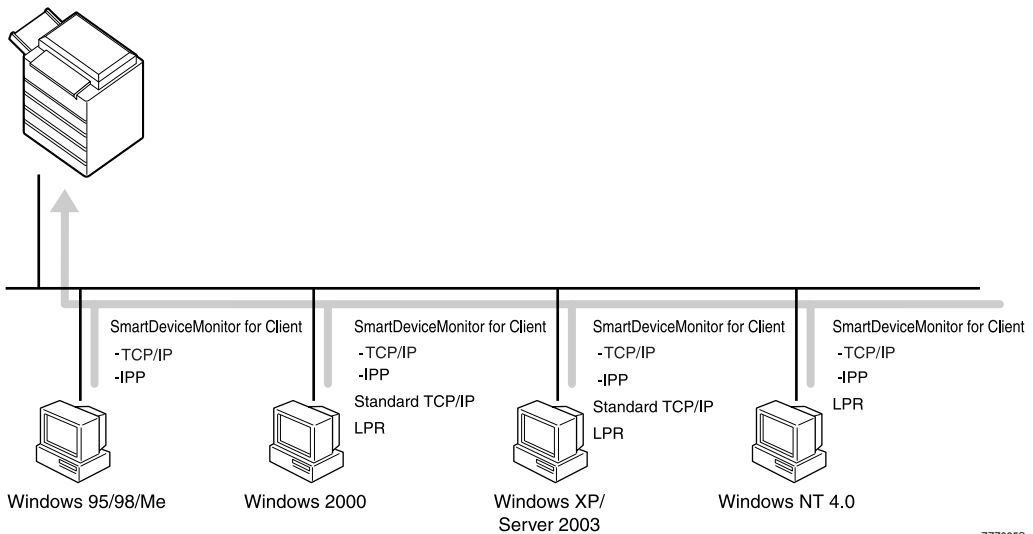 SmartDeviceMonitor for Client
-TCP/IP
-IPP
Windows 95/98/Me
SmartDeviceMonitor for Client
-TCP/IP
-IPP
Standard TCP/IP
LPR
Windows 2000
SmartDeviceMonitor for Client
-TCP/IP
-IPP
Standard TCP/IP
LPR
Windows XP/
Server 2003
SmartDeviceMonitor for Client
-TCP/IP
-IPP
LPR
Windows NT 4.0